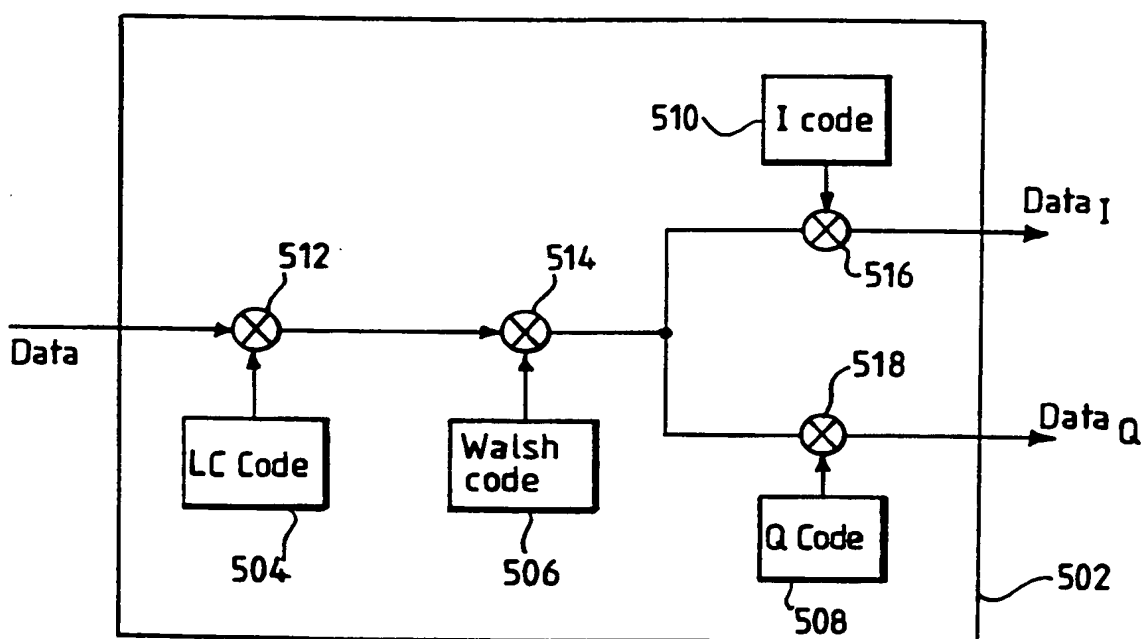 510
I code
Data I
512
514
516
Data
518
Data Q
LC Code
Walsh
code
Q Code
504
506
508
502